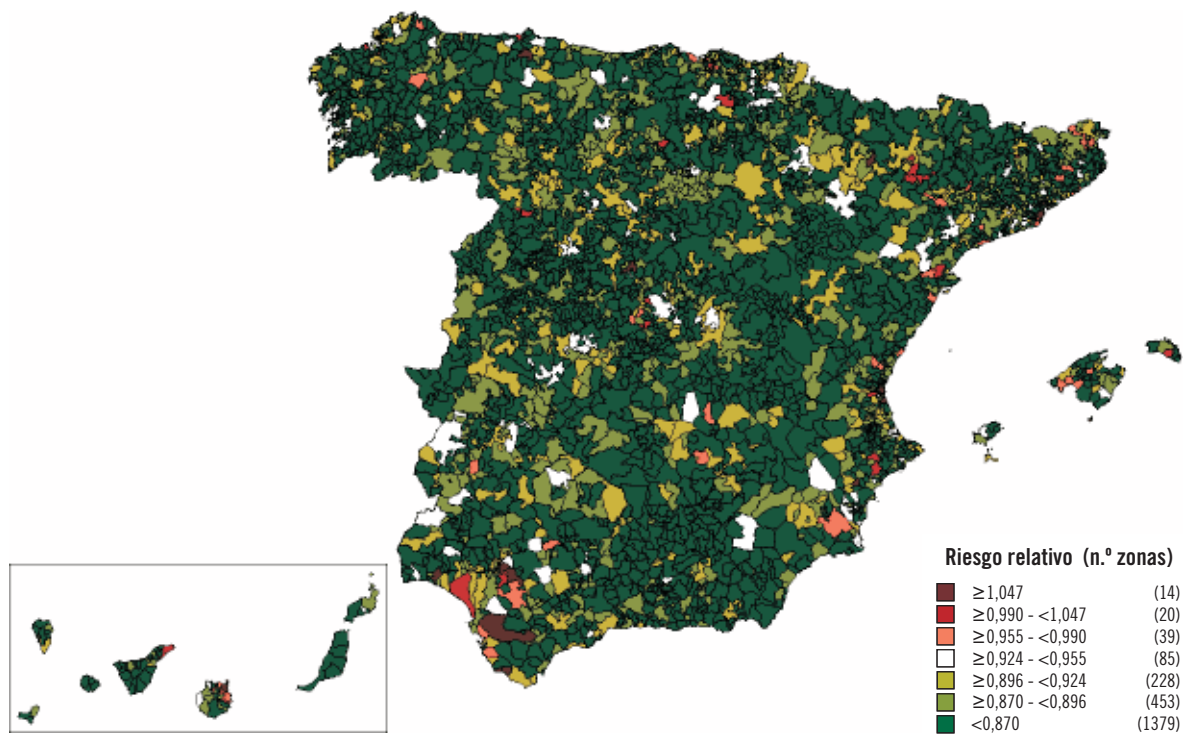 Riesgo relativo (n.º zonas)
≥1,047 (14)
≥0,990 - <1,047 (20)
≥0,955 - <0,990 (39)
≥0,924 - <0,955 (85)
≥0,896 - <0,924 (228)
≥0,870 - <0,896 (453)
<0,870 (1379)